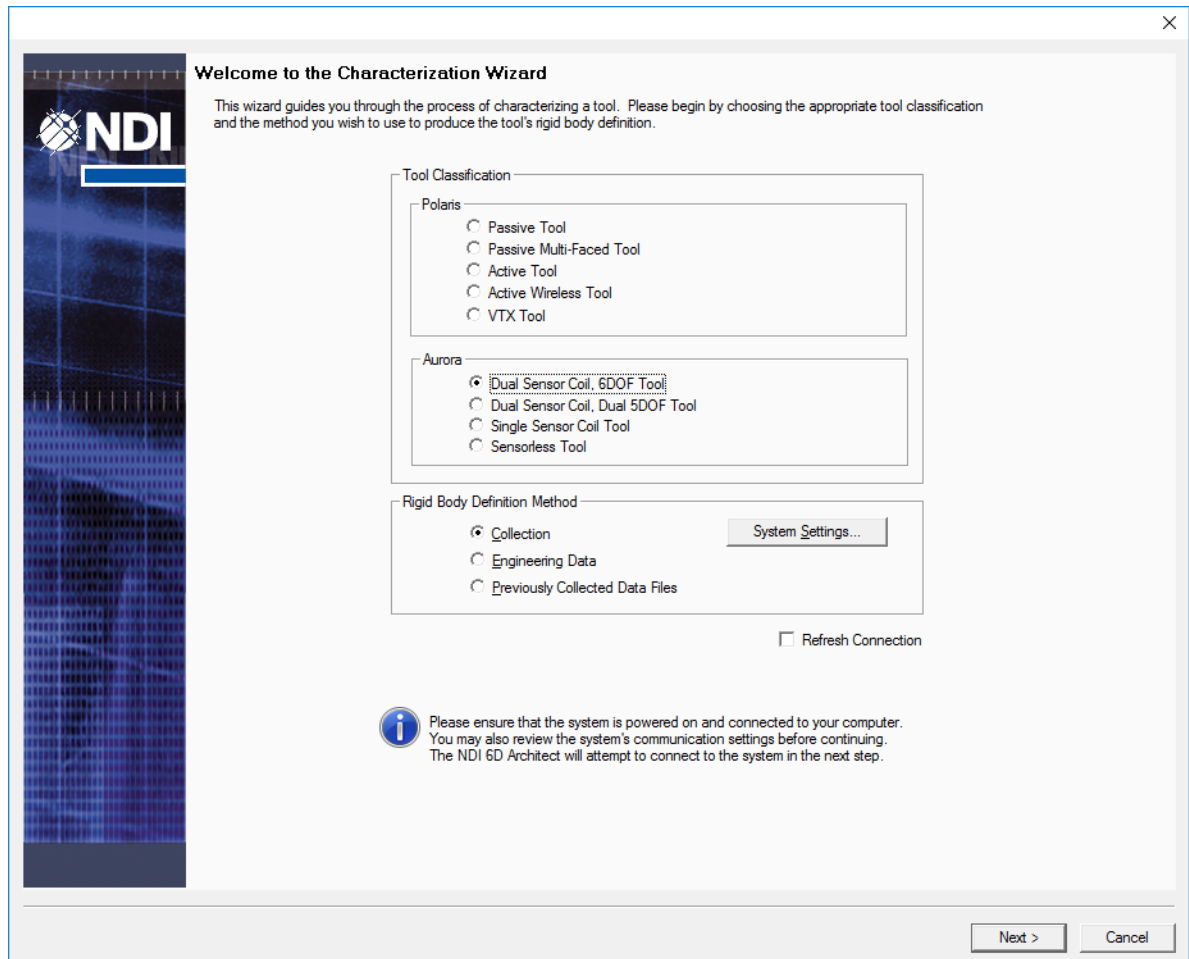 NDI
Welcome to the Characterization Wizard
This wizard guides you through the process of characterizing a tool. Please begin by choosing the appropriate tool classification
and the method you wish to use to produce the tool's rigid body definition.
Tool Classification
Polaris
Passive Tool
Passive Multi-Faced Tool
Active Tool
Active Wireless Tool
VTX Tool
Aurora
Dual Sensor Coil, 6DOF Tool
Dual Sensor Coil, Dual 5DOF Tool
Single Sensor Coil Tool
Sensorless Tool
Rigid Body Definition Method
Collection
System Settings...
Engineering Data
Previously Collected Data Files
Refresh Connection
Please ensure that the system is powered on and connected to your computer.
You may also review the system's communication settings before continuing.
The NDI 6D Architect will attempt to connect to the system in the next step.
Next >
Cancel